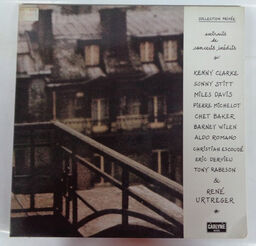 COLLECTION PRIVÉE
extraits
de
concerts inédits
KENNY CLARKE
SONNY STITT
MILES DAVIS
PIERRE MICHELOT
CHET BAKER
BARNEY WILEN
ALDO ROMANO
CHRISTIAN ESCOUDÉ
ERIC DERVIEU
TONY RABESON
&
RENÉ
URTREGER
CARLYNE